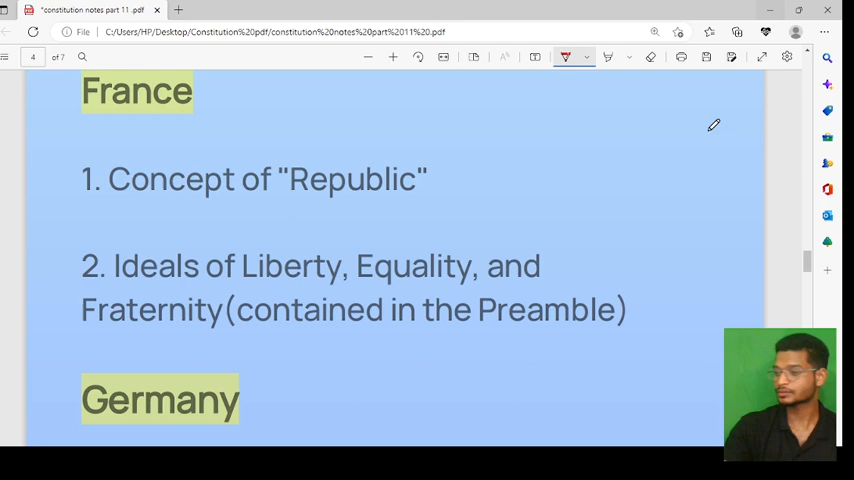 *constitution notes part 11 .pdf
File
C:/Users/HP/Desktop/Constitution%20pdf/constitution%20notes%20part%2011%20.pdf
4 of 7
France
1. Concept of "Republic"
2. Ideals of Liberty, Equality, and
Fraternity(contained in the Preamble)
Germany